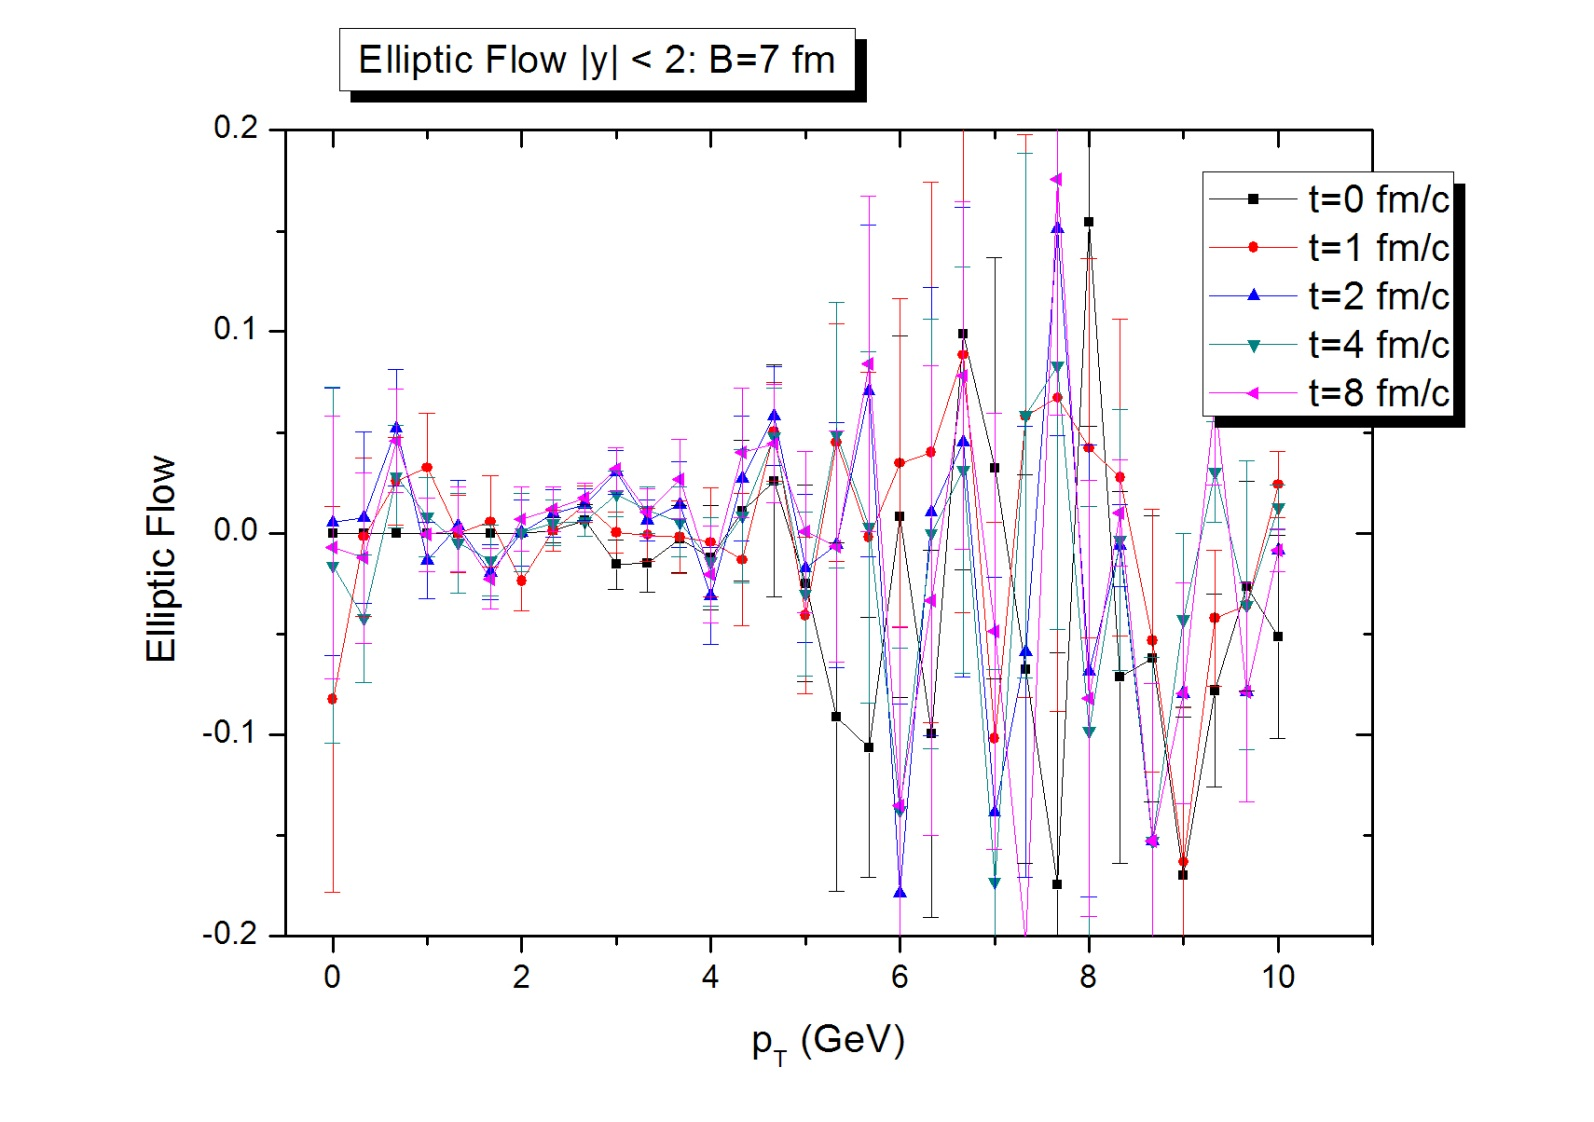 Elliptic Flow |y| < 2: B=7 fm
0.2
0.1
0.0
-0.1
-0.2
Elliptic Flow
t=0 fm/c
t=1 fm/c
t=2 fm/c
t=4 fm/c
t=8 fm/c
0 2 4 6 8 10
pT (GeV)